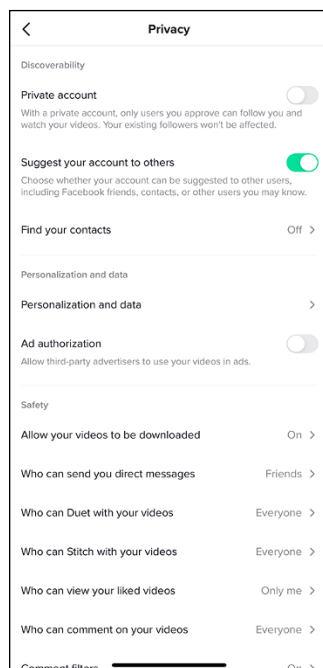 Privacy
Discoverability
Private account
With a private account, only users you approve can follow you and
watch your videos. Your existing followers won't be affected.
Suggest your account to others
Choose whether your account can be suggested to other users,
including Facebook friends, contacts, or other users you may know.
Find your contacts Off
Personalization and data
Personalization and data
Ad authorization
Allow third-party advertisers to use your videos in ads.
Safety
Allow your videos to be downloaded On
Who can send you direct messages Friends
Who can Duet with your videos Everyone
Who can Stitch with your videos Everyone
Who can view your liked videos Only me
Who can comment on your videos Everyone
Comment filters On